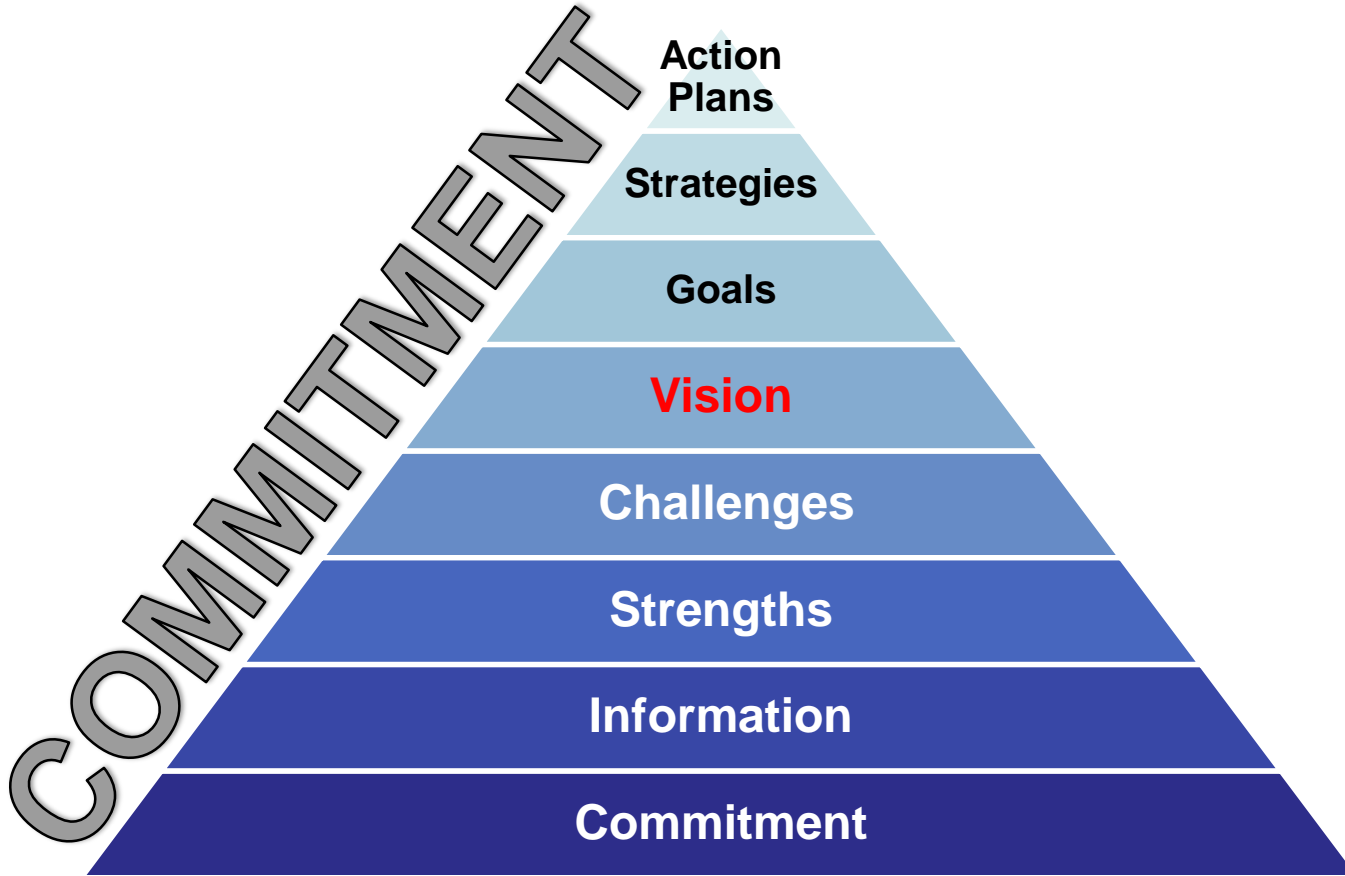 COMMITMENT
Action
Plans
Strategies
Goals
Vision
Challenges
Strengths
Information
Commitment